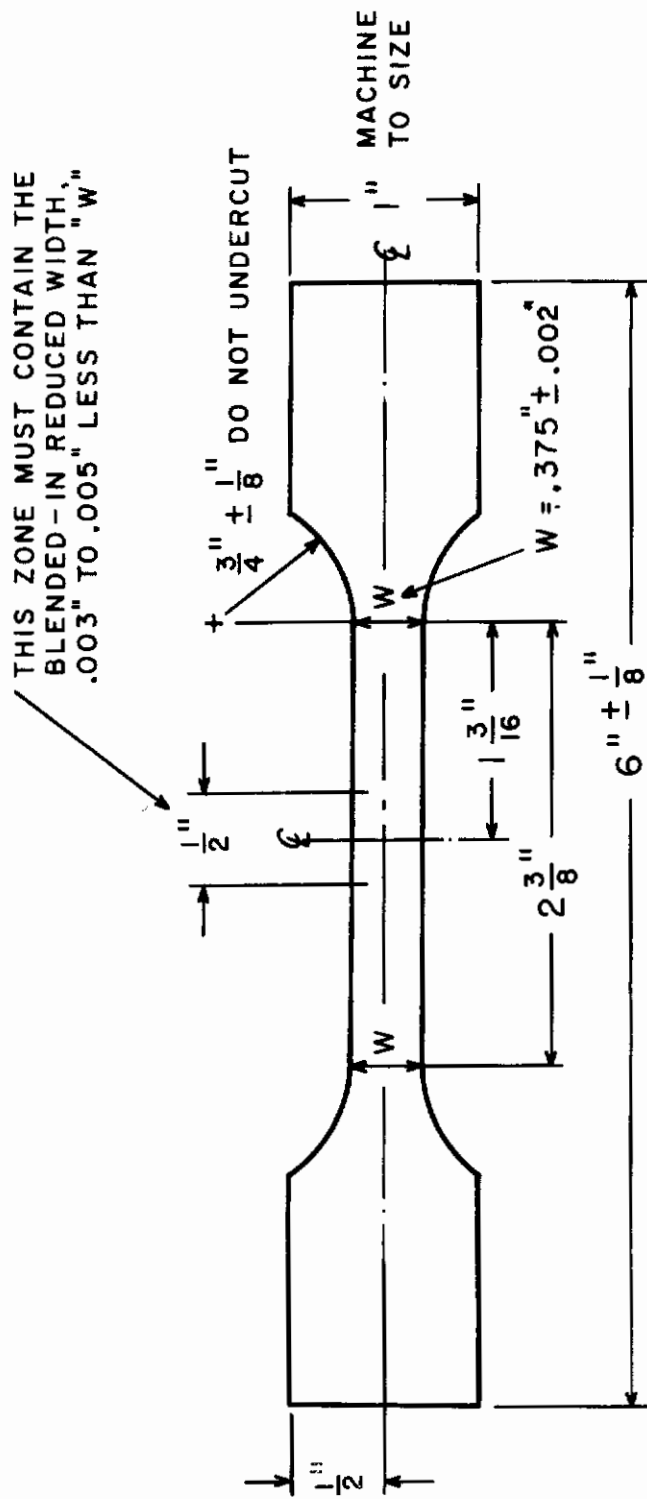 THIS ZONE MUST CONTAIN THE
BLENDED-IN REDUCED WIDTH,
.003" TO .005" LESS THAN "W"
1/2"
℄
3/4" ± 1/8" DO NOT UNDERCUT
1/2"
W
W
1"
MACHINE
TO SIZE
℄
W = .375" ± .002"
1 3/16"
2 3/8"
6" ± 1/8"